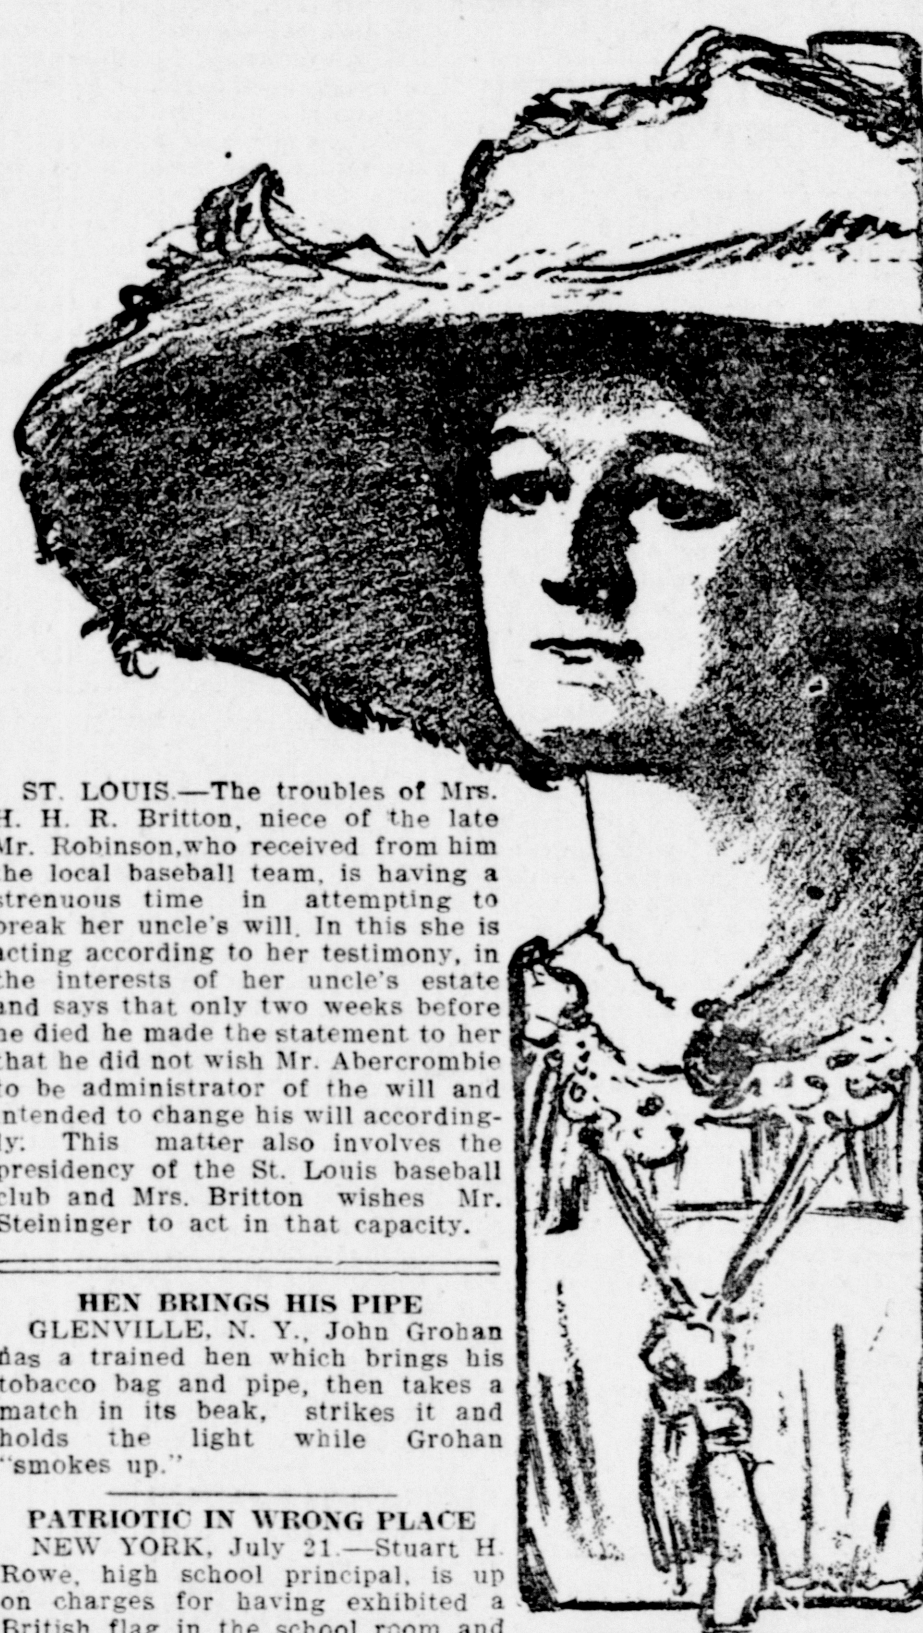 ST. LOUIS.—The troubles of Mrs.
H. H. R. Britton, niece of the late
Mr. Robinson,who received from him
the local baseball team, is having a
strenuous time in attempting to
break her uncle's will. In this she is
acting according to her testimony, in
the interests of her uncle's estate
and says that only two weeks before
he died he made the statement to her
that he did not wish Mr. Abercrombie
to be administrator of the will and
intended to change his will according-
ly. This matter also involves the
presidency of the St. Louis baseball
club and Mrs. Britton wishes Mr.
Steininger to act in that capacity.
HEN BRINGS HIS PIPE
GLENVILLE, N. Y., John Grohan
has a trained hen which brings his
tobacco bag and pipe, then takes a
match in its beak, strikes it and
holds the light while Grohan
"smokes up."
PATRIOTIC IN WRONG PLACE
NEW YORK, July 21.—Stuart H.
Rowe, high school principal, is up
on charges for having exhibited a
British flag in the school room and